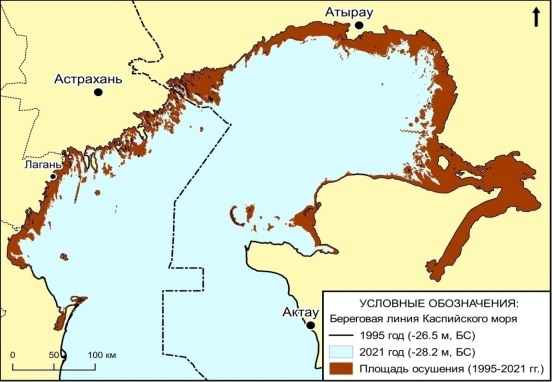 Атырау
Астрахань
Лагань
Актау
0 50 100 км
УСЛОВНЫЕ ОБОЗНАЧЕНИЯ:
Береговая линия Каспийского моря
1995 год (-26.5 м, БС)
2021 год (-28.2 м, БС)
Площадь осушения (1995-2021 гг.)